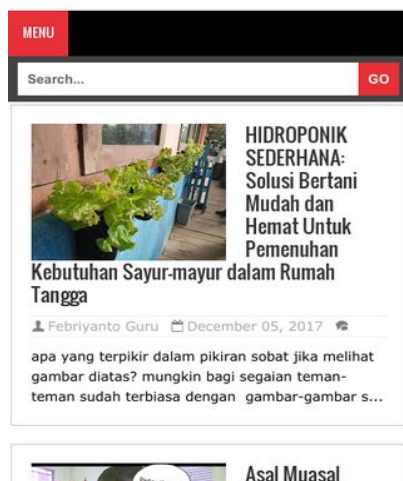 MENU
Search...
GO
HIDROPONIK
SEDERHANA:
Solusi Bertani
Mudah dan
Hemat Untuk
Pemenuhan
Kebutuhan Sayur-mayur dalam Rumah
Tangga
Febriyanto Guru December 05, 2017
apa yang terpikir dalam pikiran sobat jika melihat
gambar diatas? mungkin bagi segaian teman-
teman sudah terbiasa dengan gambar-gambar s...
Asal Muasal